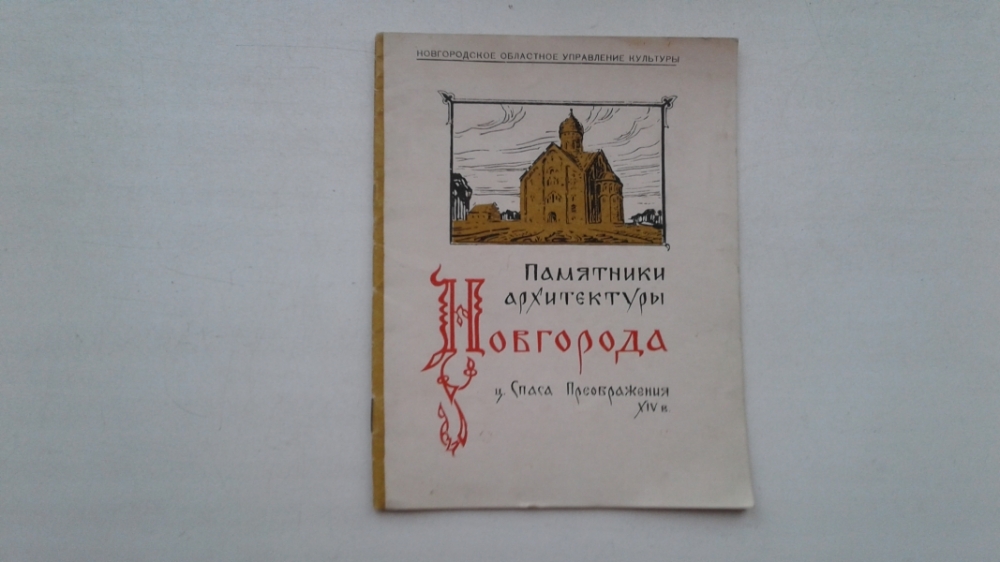 НОВГОРОДСКОЕ ОБЛАСТНОЕ УПРАВЛЕНИЕ КУЛЬТУРЫ
Памятники
архитектуры
Новгорода
ц. Спаса Преображения
XIV в.